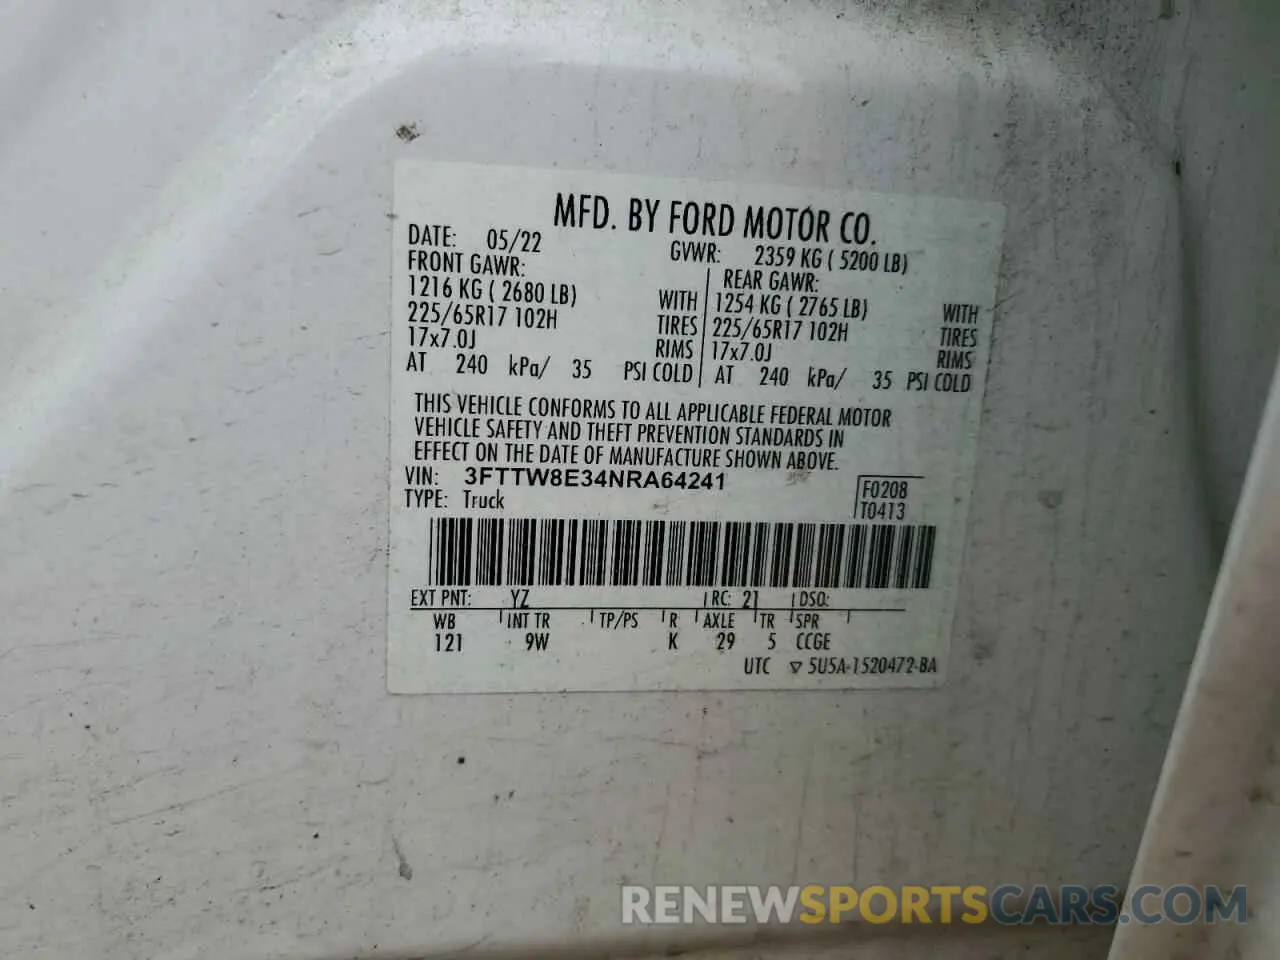 MFD. BY FORD MOTOR CO.
DATE: 05/22 GVWR: 2359 KG ( 5200 LB)
FRONT GAWR: REAR GAWR:
1216 KG ( 2680 LB) WITH 1254 KG ( 2765 LB) WITH
225/65R17 102H TIRES 225/65R17 102H TIRES
17x7.0J RIMS 17x7.0J RIMS
AT 240 kPa/ 35 PSI COLD AT 240 kPa/ 35 PSI COLD
THIS VEHICLE CONFORMS TO ALL APPLICABLE FEDERAL MOTOR
VEHICLE SAFETY AND THEFT PREVENTION STANDARDS IN
EFFECT ON THE DATE OF MANUFACTURE SHOWN ABOVE.
VIN: 3FTTW8E34NRA64241
TYPE: Truck
F0208
T0413
EXT PNT: YZ RC: 21 DSO:
WB INT TR TP/PS R AXLE TR SPR
121 9W K 29 5 CCGE
UTC ▽ 5U5A-1520472-BA
RENEWSPORTSCARS.COM